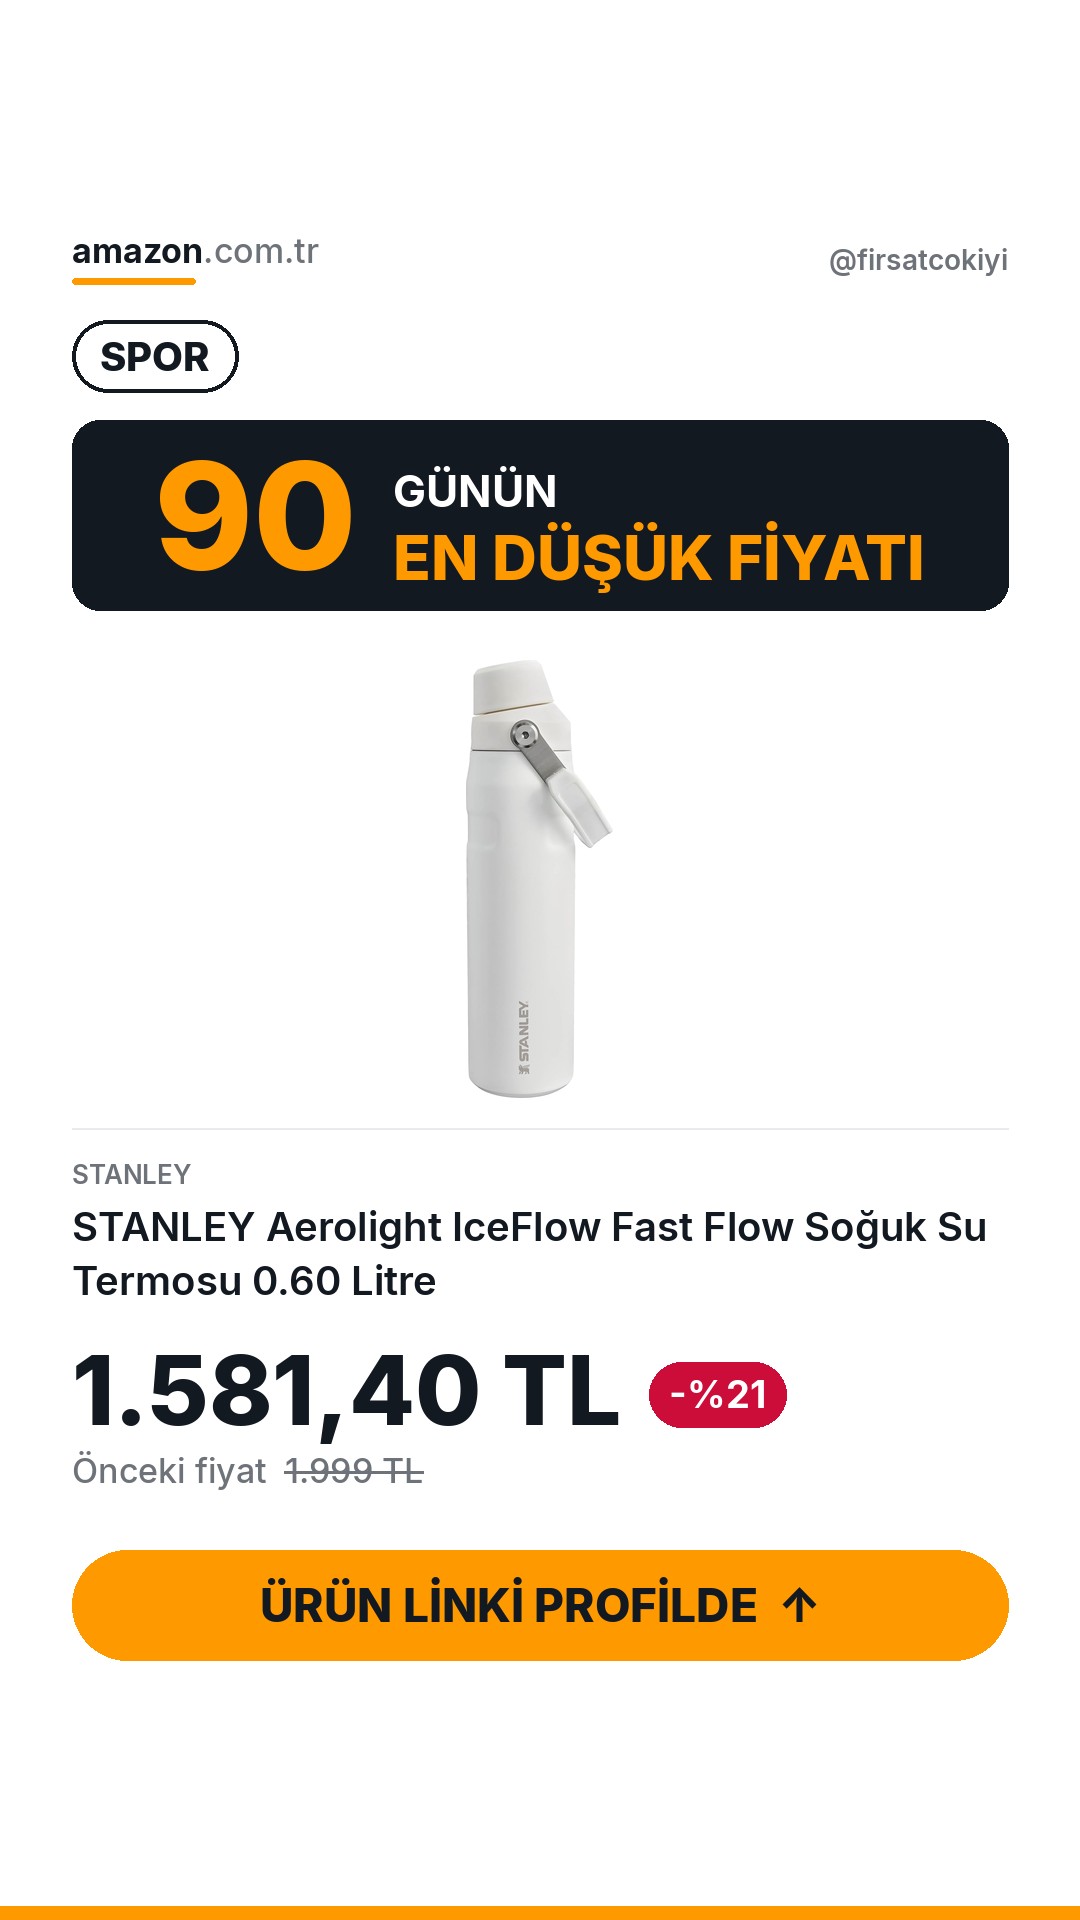 amazon.com.tr
@firsatcokiyi
SPOR
90 GÜNÜN
EN DÜŞÜK FİYATI
STANLEY
STANLEY
STANLEY Aerolight IceFlow Fast Flow Soğuk Su
Termosu 0.60 Litre
1.581,40 TL -%21
Önceki fiyat 1.999 TL
ÜRÜN LİNKİ PROFİLDE ↑